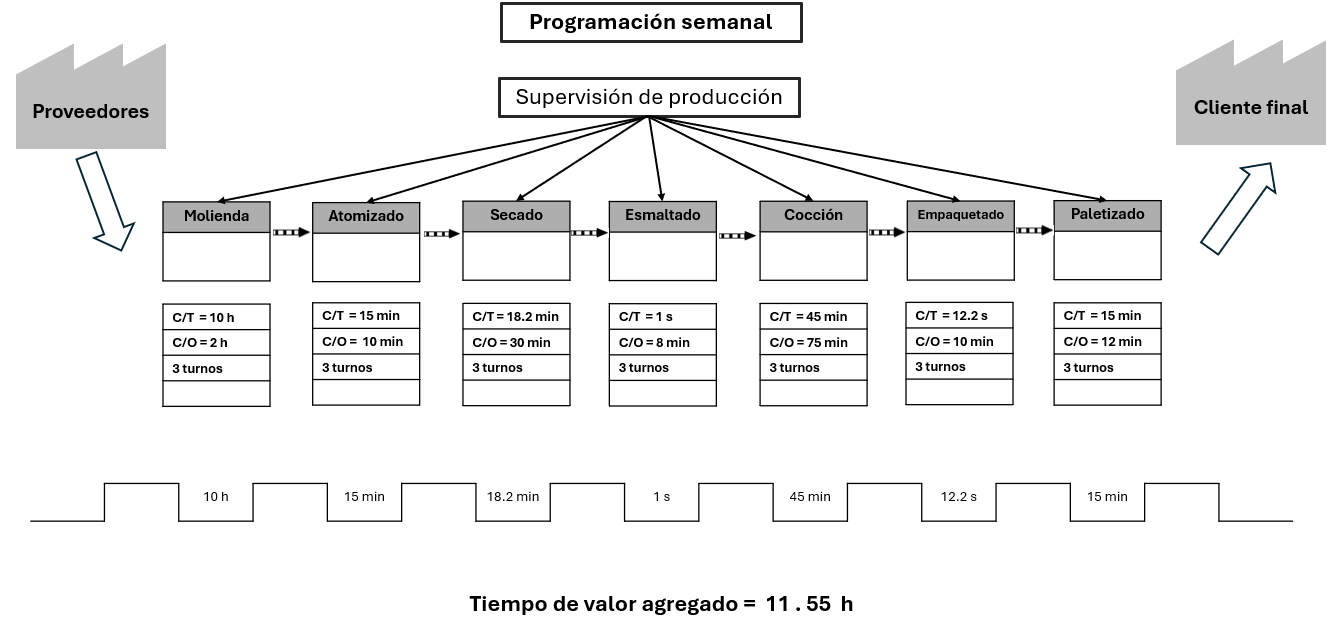 Programación semanal
Proveedores
Supervisión de producción
Cliente final
Molienda
Atomizado
Secado
Esmaltado
Cocción
Empaquetado
Paletizado
C/T = 10 h
C/O = 2 h
3 turnos
C/T = 15 min
C/O = 10 min
3 turnos
C/T = 18.2 min
C/O = 30 min
3 turnos
C/T = 1 s
C/O = 8 min
3 turnos
C/T = 45 min
C/O = 75 min
3 turnos
C/T = 12.2 s
C/O = 10 min
3 turnos
C/T = 15 min
C/O = 12 min
3 turnos
10 h
15 min
18.2 min
1 s
45 min
12.2 s
15 min
Tiempo de valor agregado = 11 . 55 h